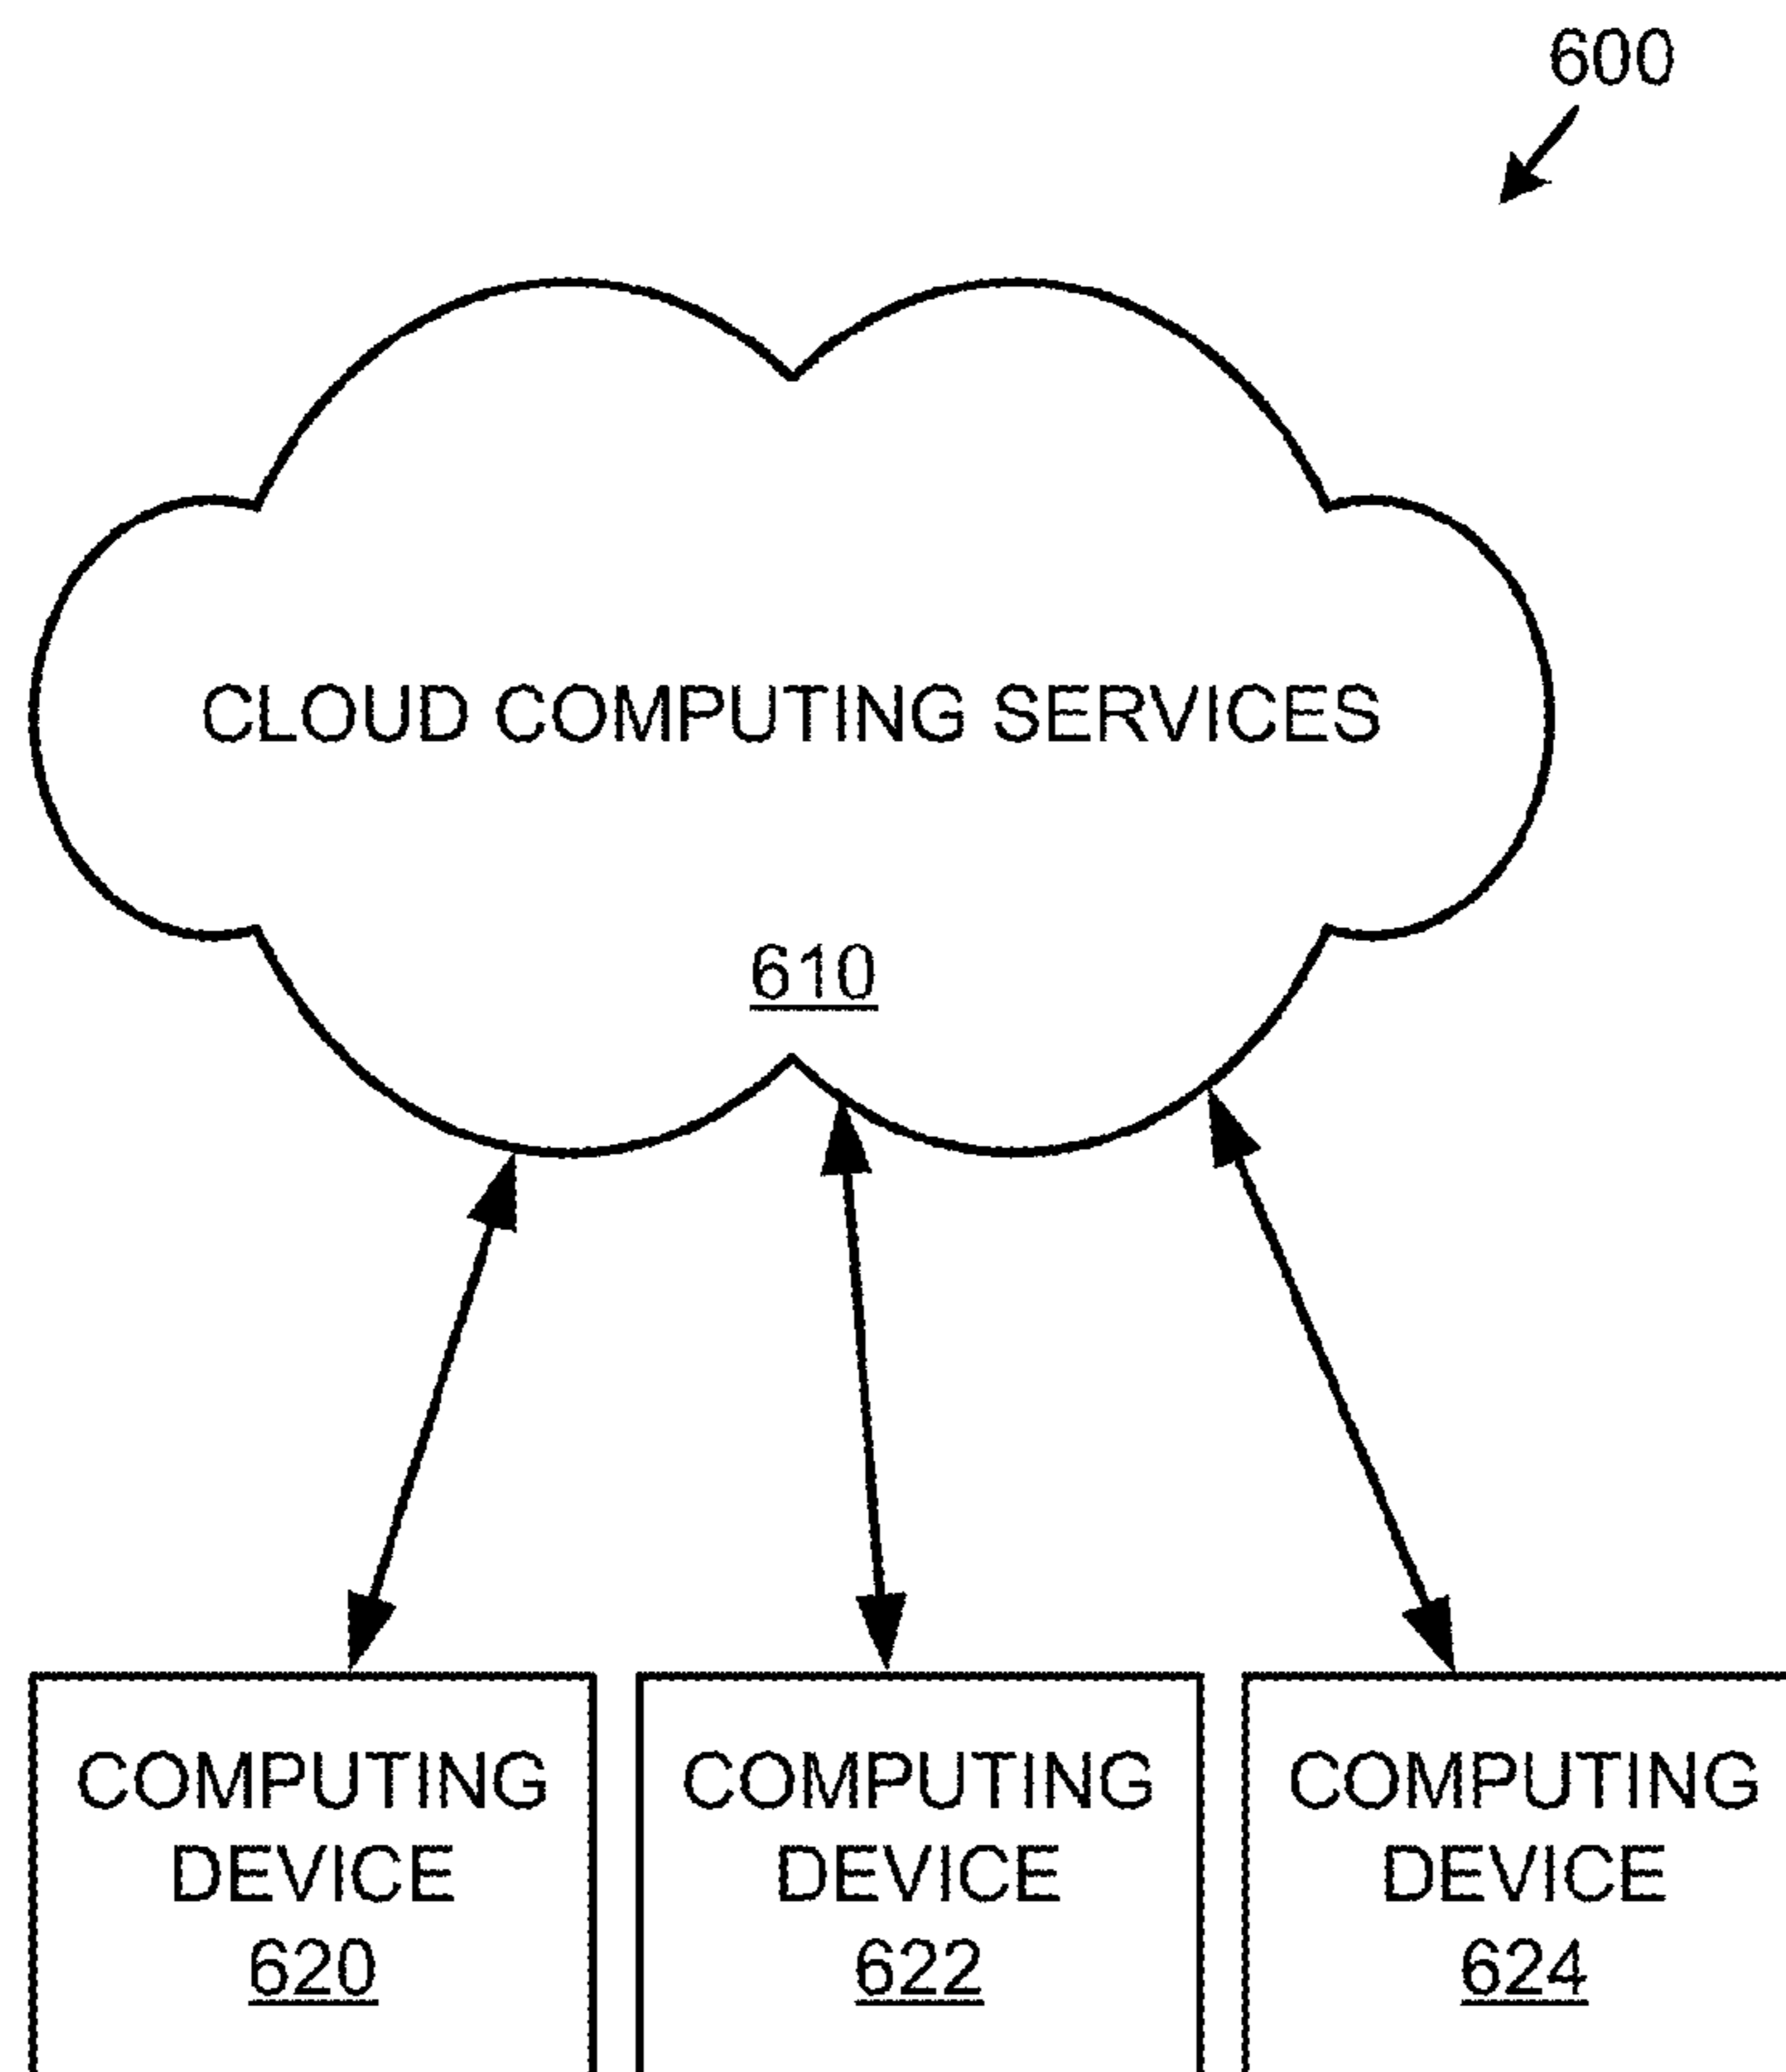 600
CLOUD COMPUTING SERVICES
610
COMPUTING
DEVICE
620
COMPUTING
DEVICE
622
COMPUTING
DEVICE
624